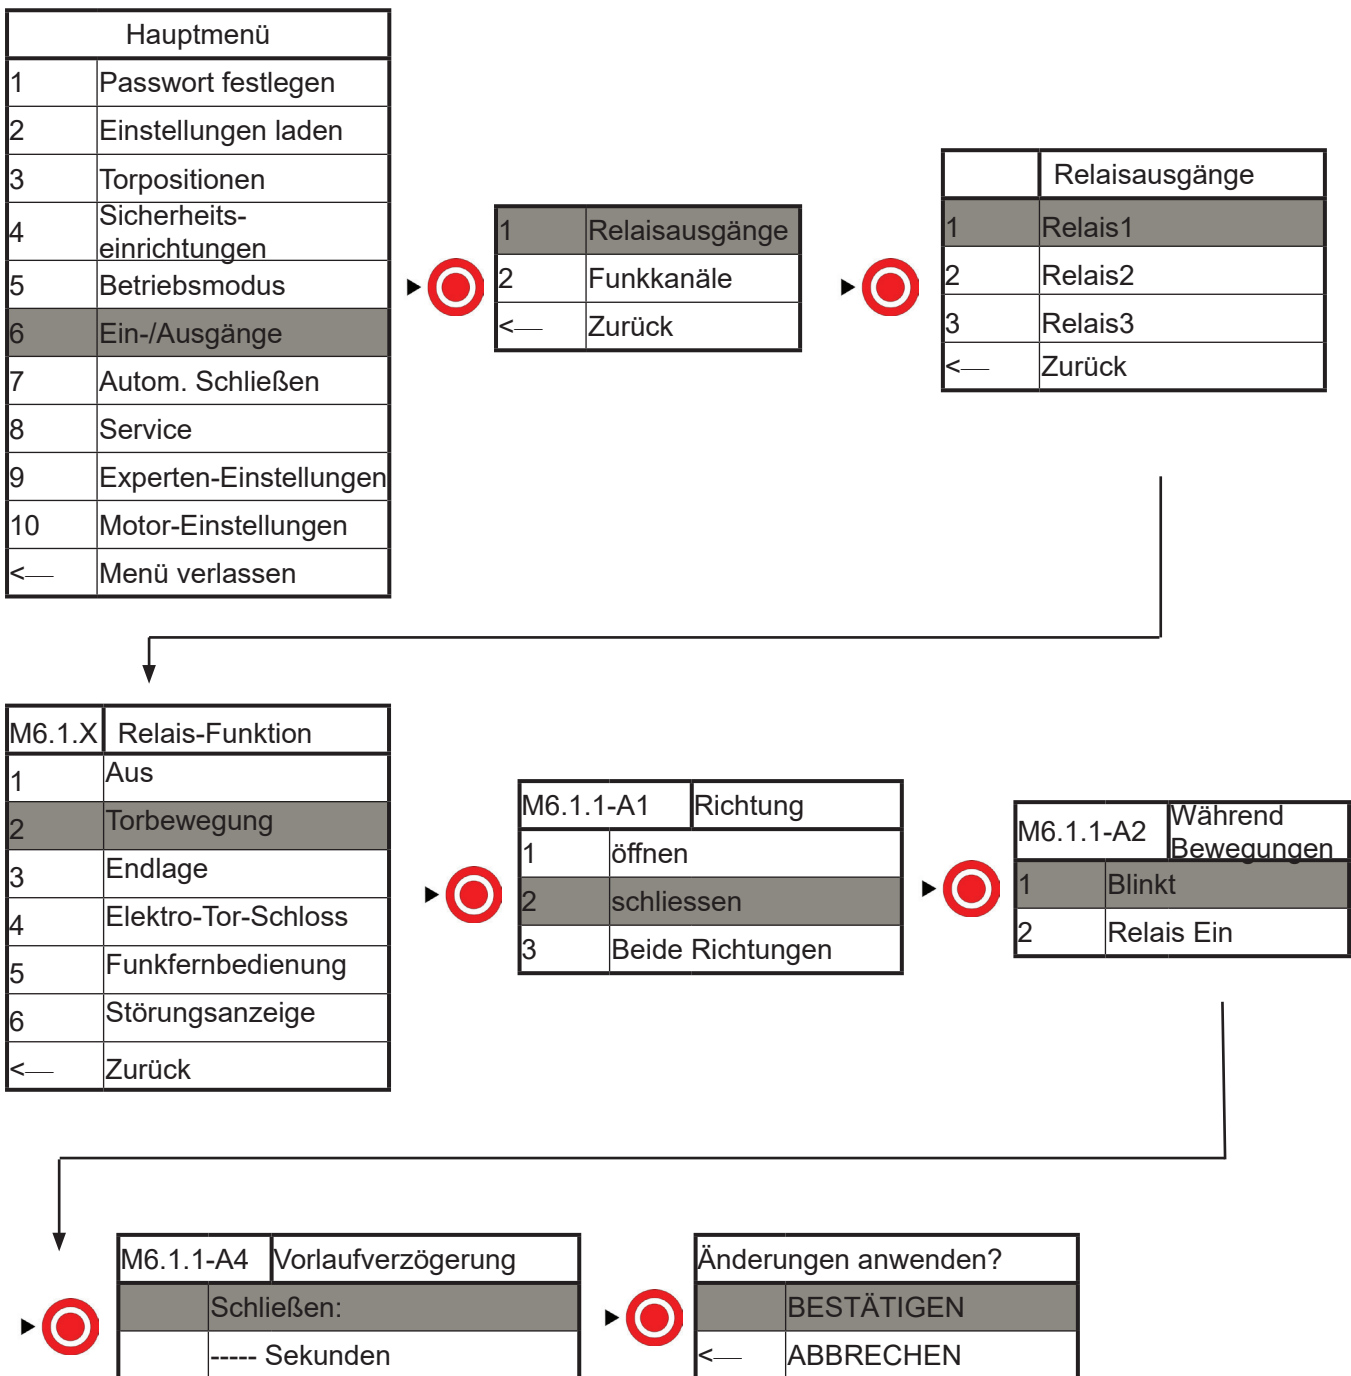 Hauptmenü
1 Passwort festlegen
2 Einstellungen laden
3 Torpositionen
4 Sicherheits-
einrichtungen
5 Betriebsmodus
6 Ein-/Ausgänge
7 Autom. Schließen
8 Service
9 Experten-Einstellungen
10 Motor-Einstellungen
<— Menü verlassen
1 Relaisausgänge
2 Funkkanäle
<— Zurück
Relaisausgänge
1 Relais1
2 Relais2
3 Relais3
<— Zurück
M6.1.X Relais-Funktion
1 Aus
2 Torbewegung
3 Endlage
4 Elektro-Tor-Schloss
5 Funkfernbedienung
6 Störungsanzeige
<— Zurück
M6.1.1-A1 Richtung
1 öffnen
2 schliessen
3 Beide Richtungen
M6.1.1-A2 Während
Bewegungen
1 Blinkt
2 Relais Ein
M6.1.1-A4 Vorlaufverzögerung
Schließen:
----- Sekunden
Änderungen anwenden?
BESTÄTIGEN
<— ABBRECHEN